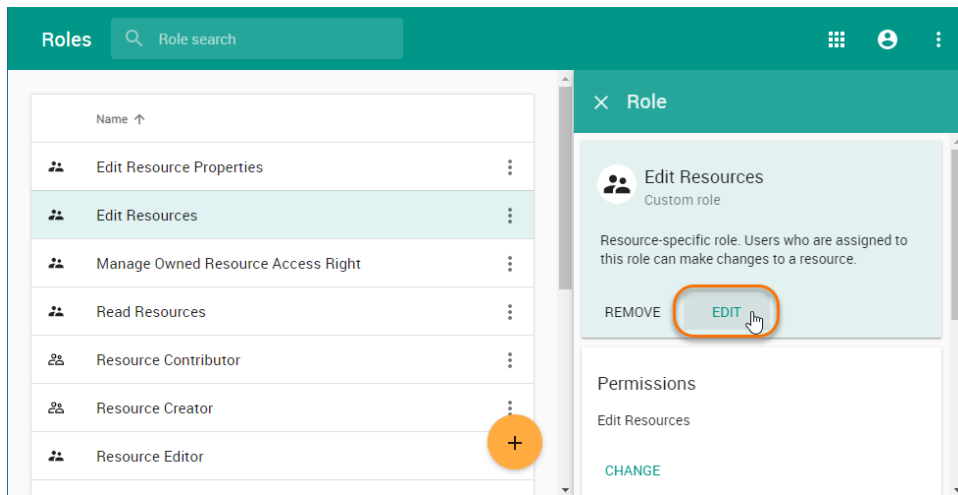 Roles
Role search
Name
Edit Resource Properties
Edit Resources
Manage Owned Resource Access Right
Read Resources
Resource Contributor
Resource Creator
Resource Editor
Role
Edit Resources
Custom role
Resource-specific role. Users who are assigned to
this role can make changes to a resource.
REMOVE EDIT
Permissions
Edit Resources
CHANGE